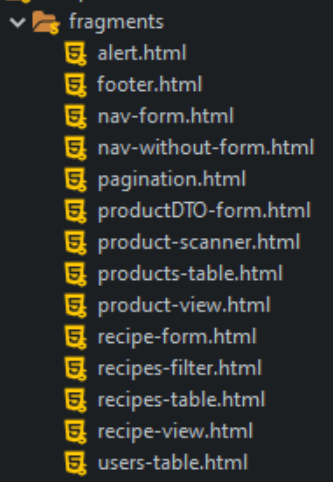 fragments
alert.html
footer.html
nav-form.html
nav-without-form.html
pagination.html
productDTO-form.html
product-scanner.html
products-table.html
product-view.html
recipe-form.html
recipes-filter.html
recipes-table.html
recipe-view.html
users-table.html